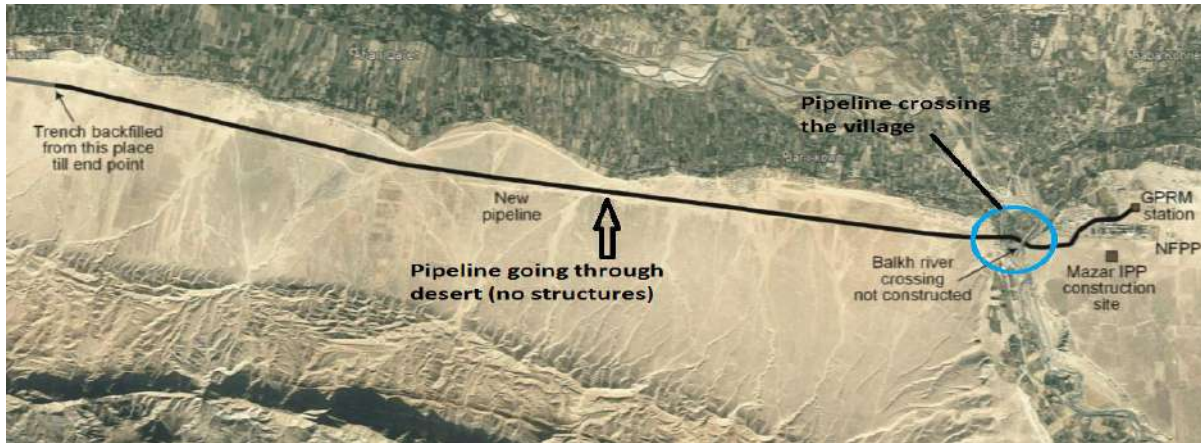 Pipeline crossing
the village
Trench backfilled
from this place
till end point
New
pipeline
GPRM
station
NFPP
Pipeline going through
desert (no structures)
Balkh river
crossing
not constructed
Mazar IPP
construction
site